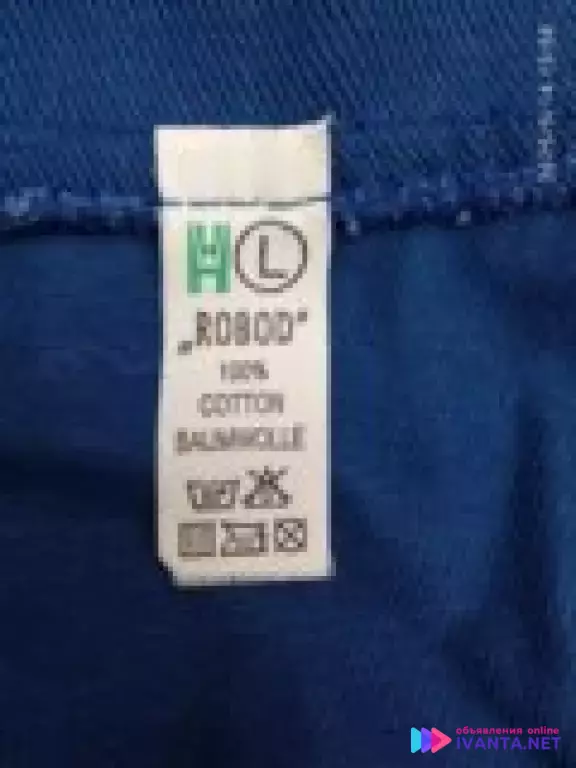 L
„ROBOD"
100%
COTTON
BAUMWOLLE
объявления online
IVANTA.NET